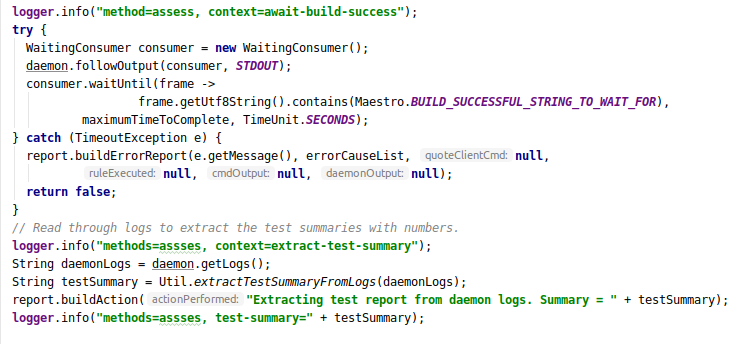 logger.info("method=assess, context=await-build-success");
try {
WaitingConsumer consumer = new WaitingConsumer();
daemon.followOutput(consumer, STDOUT);
consumer.waitUntil(frame ->
frame.getUtf8String().contains(Maestro.BUILD_SUCCESSFUL_STRING_TO_WAIT_FOR),
maximumTimeToComplete, TimeUnit.SECONDS);
} catch (TimeoutException e) {
report.buildErrorReport(e.getMessage(), errorCauseList, quoteClientCmd: null,
ruleExecuted: null, cmdOutput: null, daemonOutput: null);
return false;
}
// Read through logs to extract the test summaries with numbers.
logger.info("methods=assses, context=extract-test-summary");
String daemonLogs = daemon.getLogs();
String testSummary = Util.extractTestSummaryFromLogs(daemonLogs);
report.buildAction( actionPerformed: "Extracting test report from daemon logs. Summary = " + testSummary);
logger.info("methods=assses, test-summary=" + testSummary);